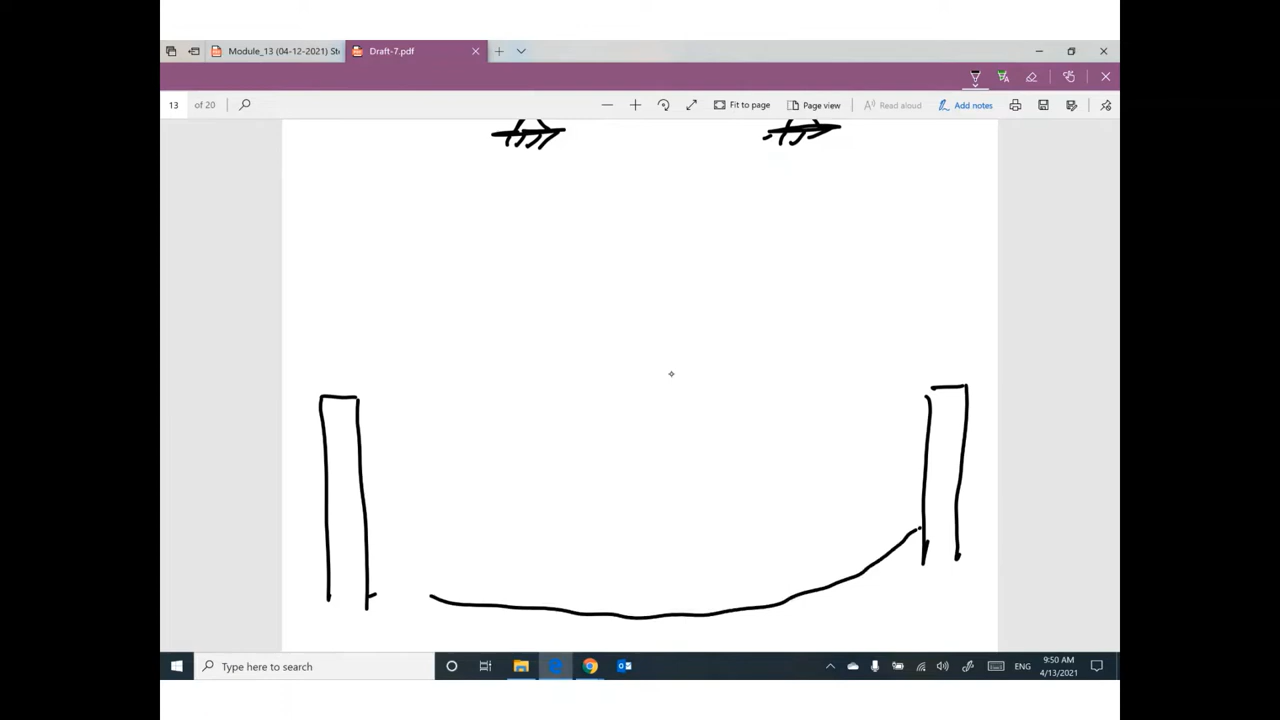 Module_13 (04-12-2021) St
Draft-7.pdf
13 of 20
Fit to page
Page view
Read aloud
Add notes
Type here to search
ENG
9:50 AM
4/13/2021